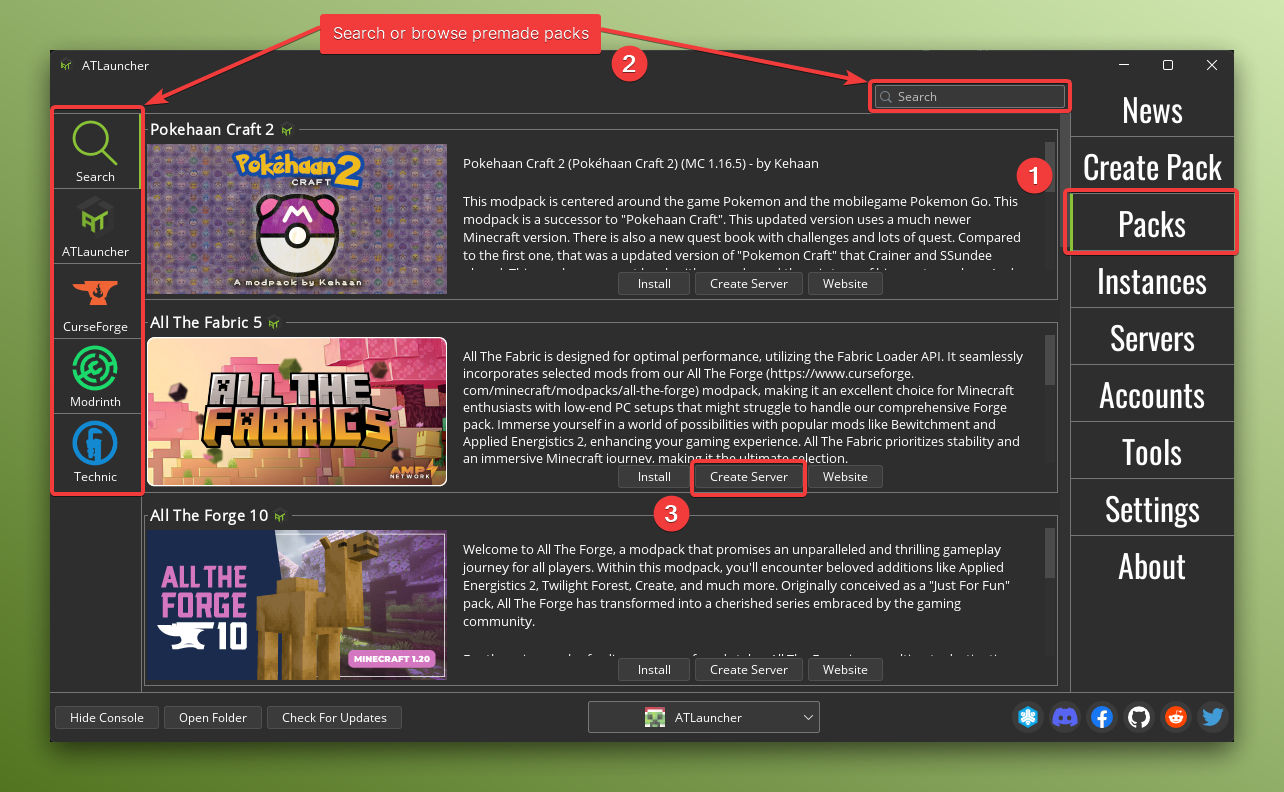 Search or browse premade packs
2
ATLauncher
Search
News
Create Pack
1
Packs
Instances
Servers
Accounts
Tools
Settings
About
Search
ATLauncher
CurseForge
Modrinth
Technic
Pokehaan Craft 2
Pokéhaan 2
CRAFT
M
A modpack by Kehaan
Pokehaan Craft 2 (Pokéhaan Craft 2) (MC 1.16.5) - by Kehaan
This modpack is centered around the game Pokemon and the mobilegame Pokemon Go. This
modpack is a successor to "Pokehaan Craft". This updated version uses a much newer
Minecraft version. There is also a new quest book with challenges and lots of quest. Compared
to the first one, that was a updated version of "Pokemon Craft" that Crainer and SSundee
Install Create Server Website
All The Fabric 5
ALL THE
FABRICS
AMP
NETWORK
All The Fabric is designed for optimal performance, utilizing the Fabric Loader API. It seamlessly
incorporates selected mods from our All The Forge (https://www.curseforge.
com/minecraft/modpacks/all-the-forge) modpack, making it an excellent choice for Minecraft
enthusiasts with low-end PC setups that might struggle to handle our comprehensive Forge
pack. Immerse yourself in a world of possibilities with popular mods like Bewitchment and
Applied Energistics 2, enhancing your gaming experience. All The Fabric prioritizes stability and
an immersive Minecraft journey, making it the ultimate selection.
Install Create Server Website
3
All The Forge 10
ALL THE
FORGE
10
MINECRAFT 1.20
Welcome to All The Forge, a modpack that promises an unparalleled and thrilling gameplay
journey for all players. Within this modpack, you'll encounter beloved additions like Applied
Energistics 2, Twilight Forest, Create, and much more. Originally conceived as a "Just For Fun"
pack, All The Forge has transformed into a cherished series embraced by the gaming
community.
Install Create Server Website
Hide Console Open Folder Check For Updates ATLauncher